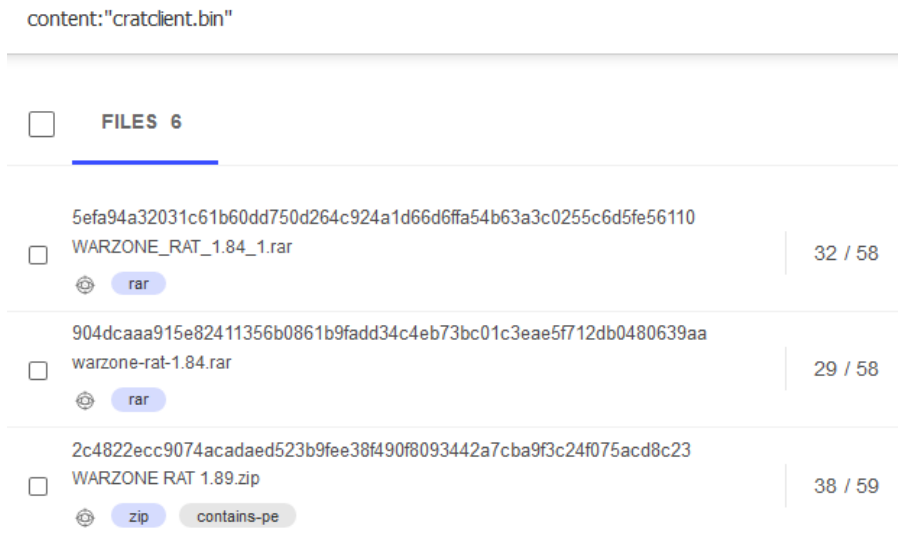 content:"cratclient.bin"
FILES 6
5efa94a32031c61b60dd750d264c924a1d66d6ffa54b63a3c0255c6d5fe56110
WARZONE_RAT_1.84_1.rar
32 / 58
rar
904dcaaa915e82411356b0861b9fadd34c4eb73bc01c3eae5f712db0480639aa
warzone-rat-1.84.rar
29 / 58
rar
2c4822ecc9074acadaed523b9fee38f490f8093442a7cba9f3c24f075acd8c23
WARZONE RAT 1.89.zip
38 / 59
zip contains-pe